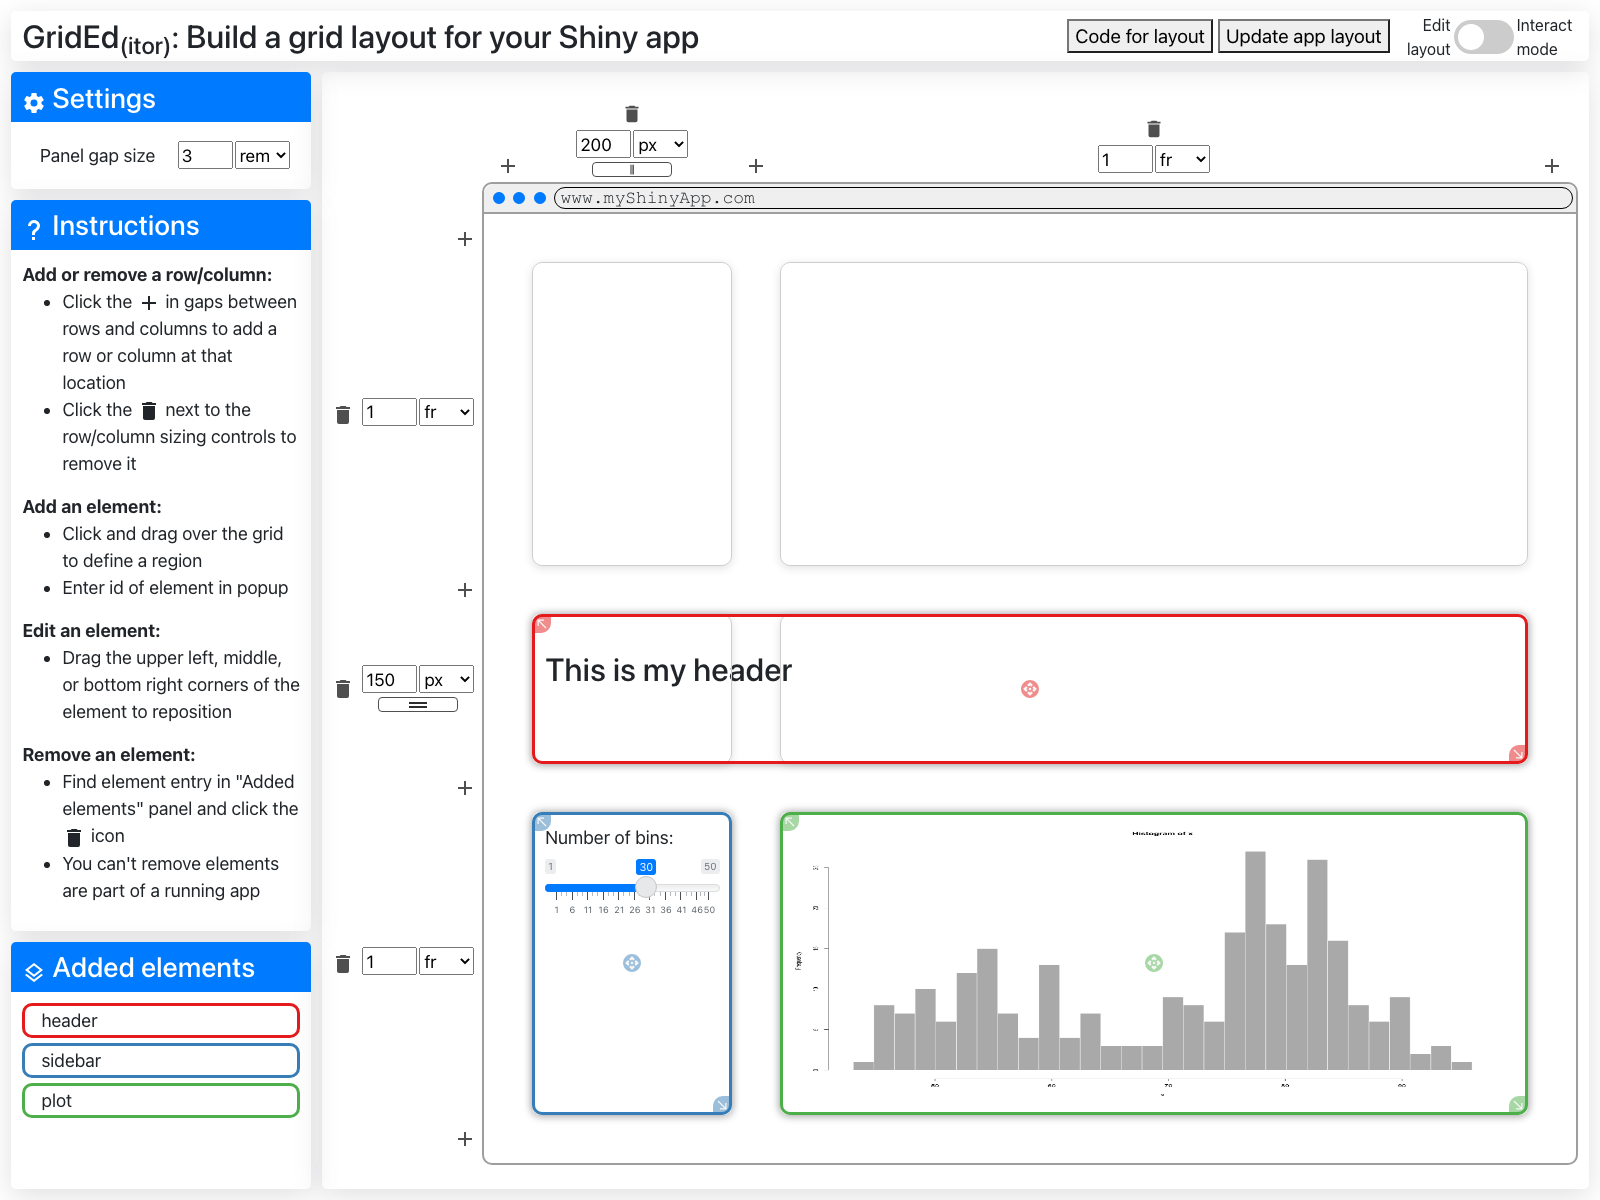 GridEd(itor): Build a grid layout for your Shiny app
Code for layout
Update app layout
Edit layout
Interact mode
Settings
Panel gap size 3 rem
Instructions
Add or remove a row/column:
Click the + in gaps between
rows and columns to add a
row or column at that
location
Click the next to the
row/column sizing controls to
remove it
Add an element:
Click and drag over the grid
to define a region
Enter id of element in popup
Edit an element:
Drag the upper left, middle,
or bottom right corners of the
element to reposition
Remove an element:
Find element entry in "Added
elements" panel and click the
icon
You can't remove elements
are part of a running app
Added elements
header
sidebar
plot
200 px
1 fr
www.myShinyApp.com
1 fr
150 px
This is my header
1 fr
Number of bins:
1 30 50
1 6 11 16 21 26 31 36 41 46 50
Histogram of x